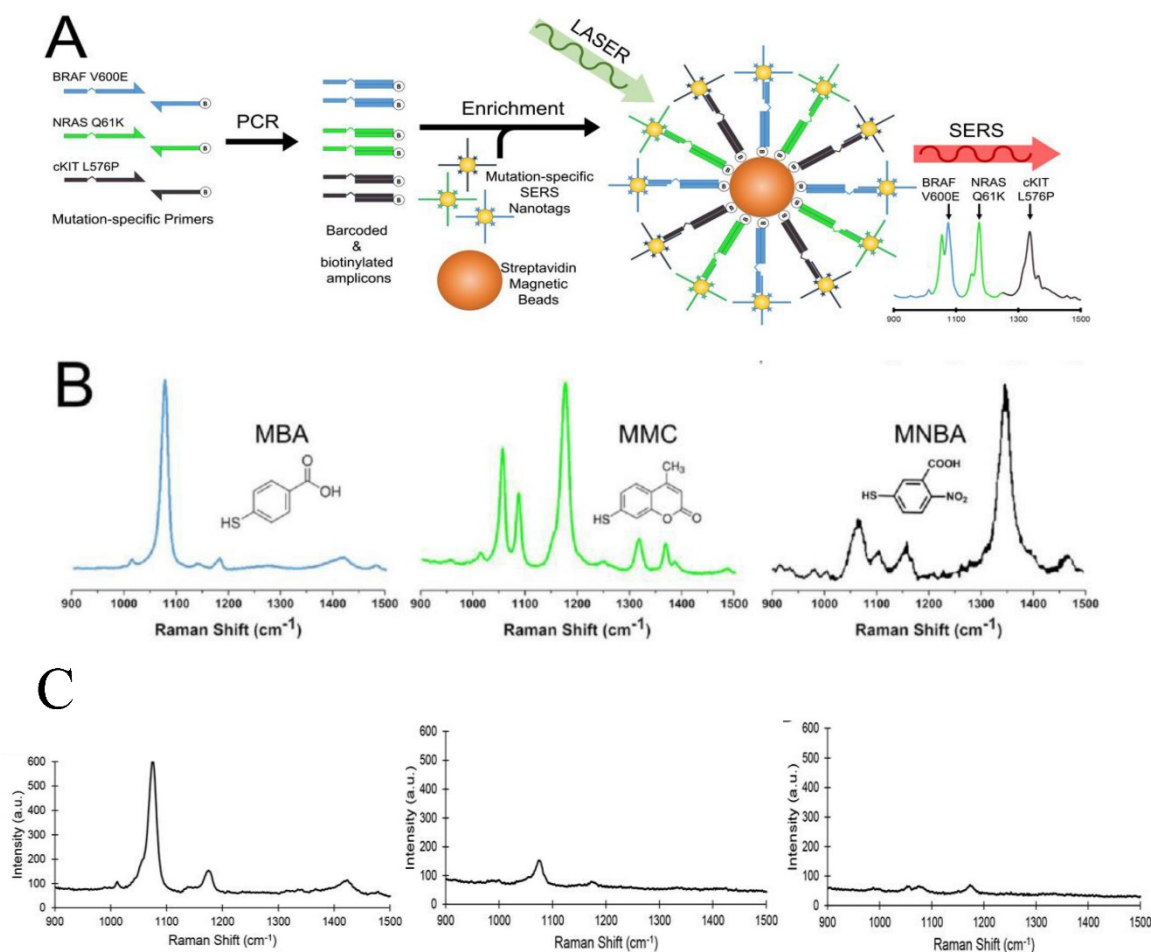 A
BRAF V600E
B
NRAS Q61K
B
cKIT L576P
B
Mutation-specific Primers
PCR
B
B
B
B
B
B
Barcoded
&
biotinylated
amplicons
Enrichment
Mutation-specific
SERS
Nanotags
Streptavidin
Magnetic
Beads
LASER
B
B
B
B
B
B
B
B
B
B
B
B
SERS
BRAF NRAS cKIT
V600E Q61K L576P
900 1100 1300 1500
B
MBA
O
OH
HS
900 1000 1100 1200 1300 1400 1500
Raman Shift (cm⁻¹)
MMC
CH₃
HS
O
O
900 1000 1100 1200 1300 1400 1500
Raman Shift (cm⁻¹)
MNBA
COOH
HS
NO₂
900 1000 1100 1200 1300 1400 1500
Raman Shift (cm⁻¹)
C
Intensity (a.u.)
600
500
400
300
200
100
0
900 1000 1100 1200 1300 1400 1500
Raman Shift (cm⁻¹)
Intensity (a.u.)
600
500
400
300
200
100
0
900 1000 1100 1200 1300 1400 1500
Raman Shift (cm⁻¹)
Intensity (a.u.)
600
500
400
300
200
100
0
900 1000 1100 1200 1300 1400 1500
Raman Shift (cm⁻¹)